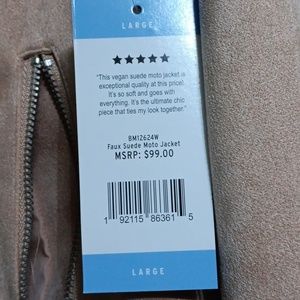 LARGE
"This vegan suede moto jacket is
exceptional quality at this price!
It's so soft and goes with
everything. It's the ultimate chic
piece that ties my look together."
BM12624W
Faux Suede Moto Jacket
MSRP: $99.00
1 92115 86361 5
LARGE